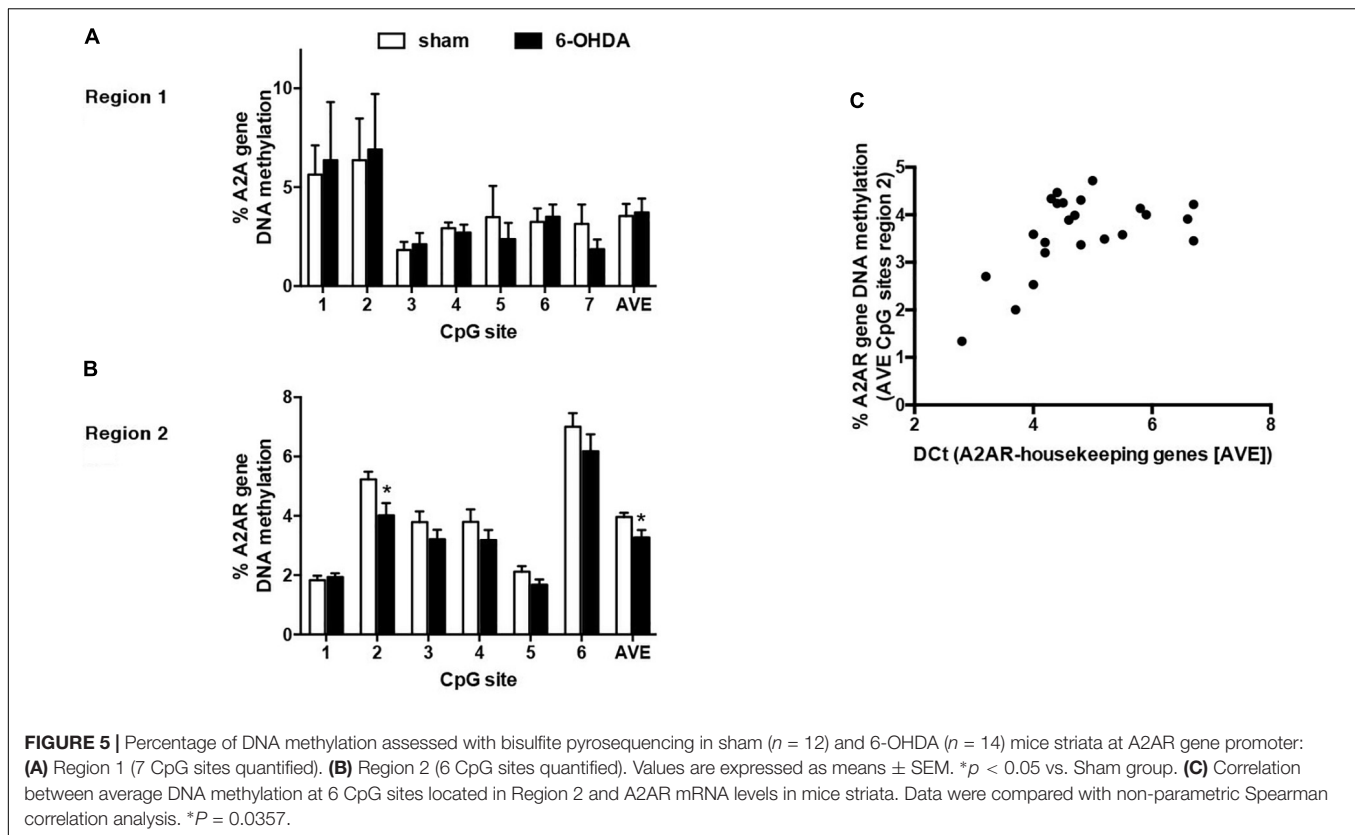 A
sham
6-OHDA
Region 1
% A2A gene
DNA methylation
10
5
0
1 2 3 4 5 6 7 AVE
CpG site
B
Region 2
% A2AR gene
DNA methylation
8
6
4
2
0
*
*
1 2 3 4 5 6 AVE
CpG site
C
% A2AR gene DNA methylation
(AVE CpG sites region 2)
5
4
3
2
1
0
2 4 6 8
DCt (A2AR-housekeeping genes [AVE])
FIGURE 5 | Percentage of DNA methylation assessed with bisulfite pyrosequencing in sham (n = 12) and 6-OHDA (n = 14) mice striata at A2AR gene promoter:
(A) Region 1 (7 CpG sites quantified). (B) Region 2 (6 CpG sites quantified). Values are expressed as means ± SEM. *p < 0.05 vs. Sham group. (C) Correlation
between average DNA methylation at 6 CpG sites located in Region 2 and A2AR mRNA levels in mice striata. Data were compared with non-parametric Spearman
correlation analysis. *P = 0.0357.